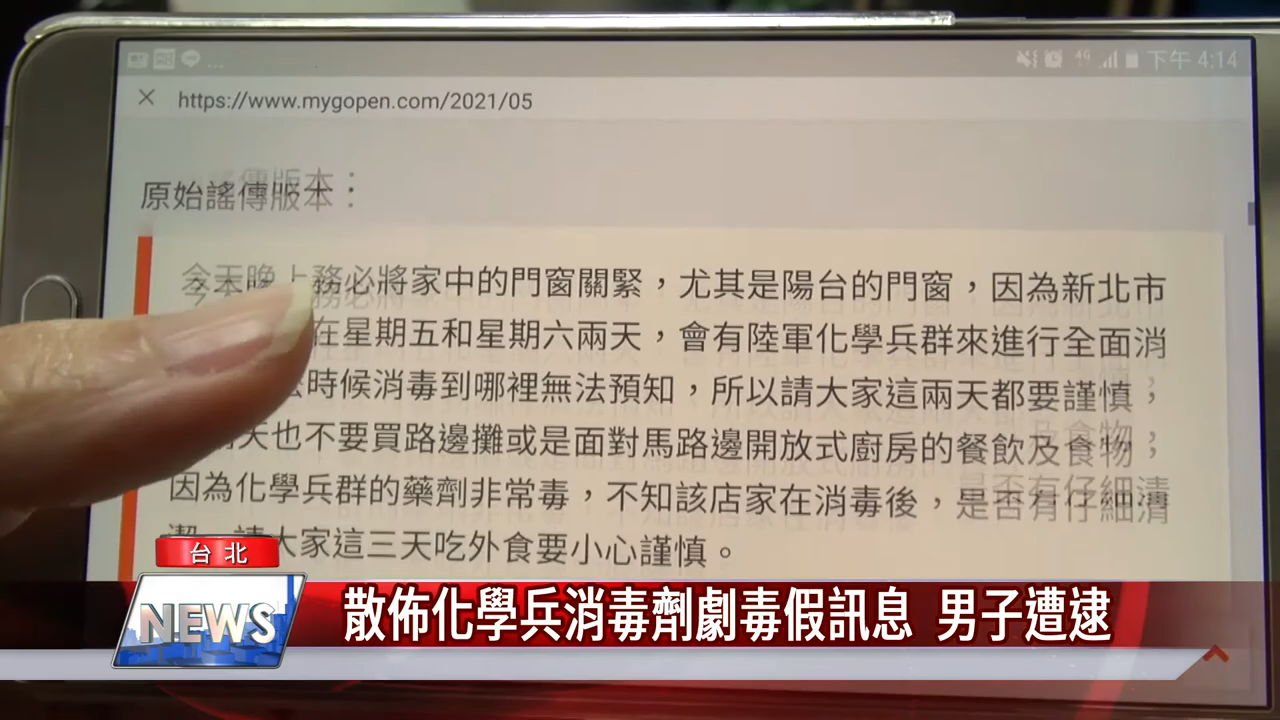 下午 4:14
https://www.mygopen.com/2021/05
原始謠傳版本：
今天晚上務必將家中的門窗關緊，尤其是陽台的門窗，因為新北市
在星期五和星期六兩天，會有陸軍化學兵群來進行全面消
時候消毒到哪裡無法預知，所以請大家這兩天都要謹慎，
天也不要買路邊攤或是面對馬路邊開放式廚房的餐飲及食物，
因為化學兵群的藥劑非常毒，不知該店家在消毒後，是否有仔細清
潔，請大家這三天吃外食要小心謹慎。
台北
NEWS
散佈化學兵消毒劑劇毒假訊息 男子遭逮